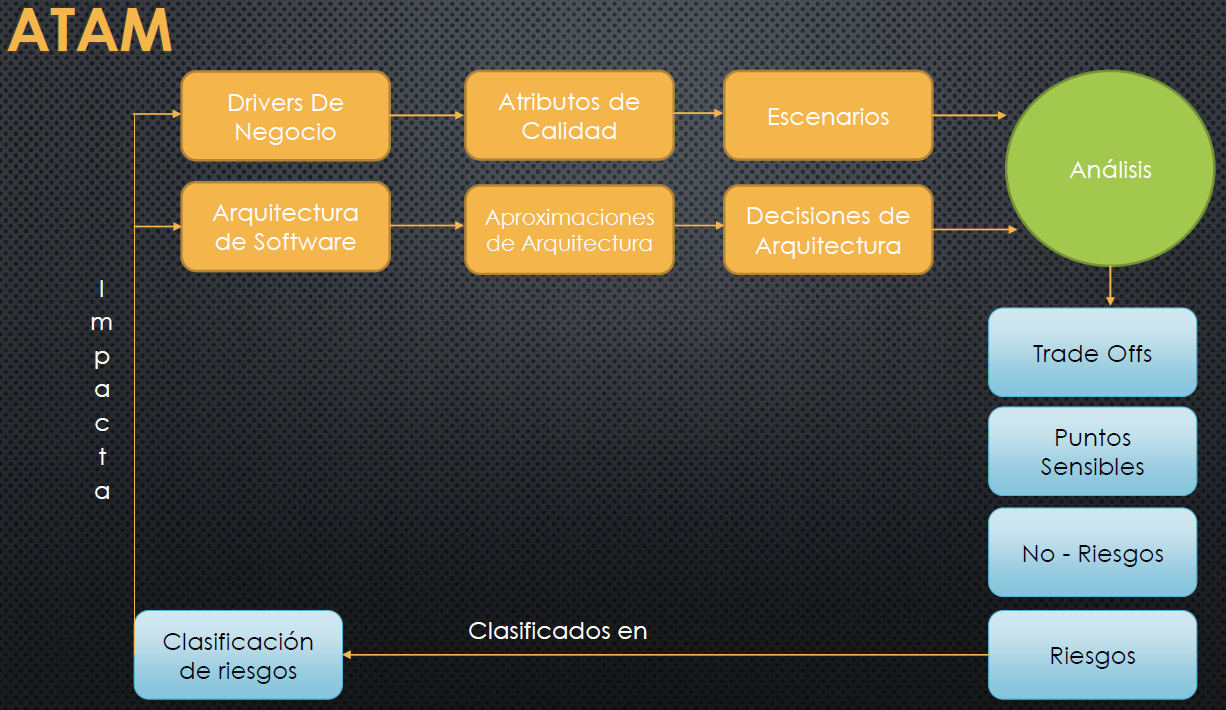 ATAM
Drivers De
Negocio
Atributos de
Calidad
Escenarios
Análisis
Arquitectura
de Software
Aproximaciones
de Arquitectura
Decisiones de
Arquitectura
I
m
p
a
c
t
a
Trade Offs
Puntos
Sensibles
No - Riesgos
Riesgos
Clasificados en
Clasificación
de riesgos